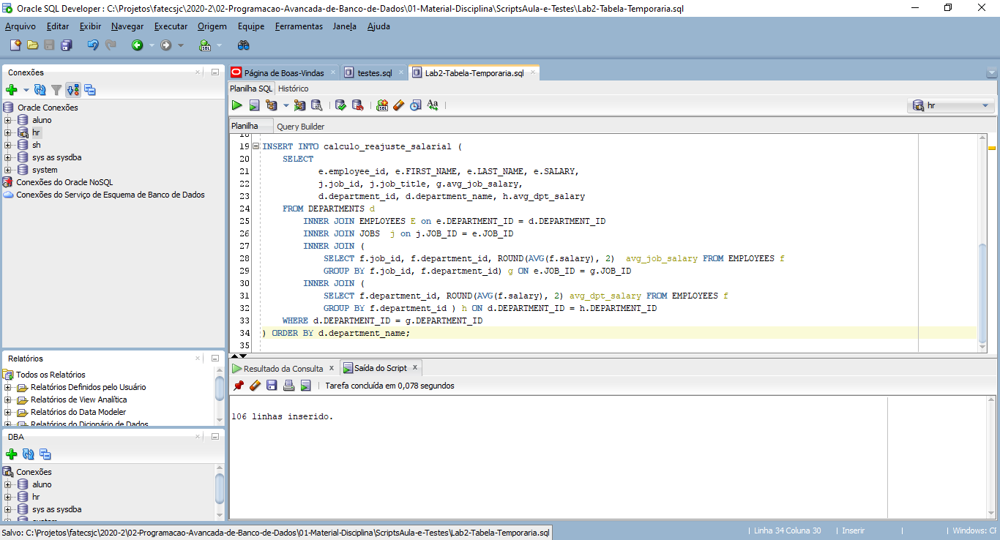 Oracle SQL Developer : C:\Projetos\fatecsjc\2020-2\02-Programacao-Avancada-de-Banco-de-Dados\01-Material-Disciplina\ScriptsAula-e-Testes\Lab2-Tabela-Temporaria.sql
Arquivo Editar Exibir Navegar Executar Origem Equipe Ferramentas Janela Ajuda
Conexões
Oracle Conexões
aluno
hr
sh
sys as sysdba
system
Conexões do Oracle NoSQL
Conexões do Serviço de Esquema de Banco de Dados
Relatórios
Todos os Relatórios
Relatórios Definidos pelo Usuário
Relatórios de View Analítica
Relatórios do Data Modeler
Relatórios do Dicionário de Dados
DBA
Conexões
aluno
hr
sys as sysdba
system
Página de Boas-Vindas testes.sql Lab2-Tabela-Temporaria.sql
Planilha SQL Histórico
hr
Planilha Query Builder
18
19 INSERT INTO calculo_reajuste_salarial (
20 SELECT
21 e.employee_id, e.FIRST_NAME, e.LAST_NAME, e.SALARY,
22 j.job_id, j.job_title, g.avg_job_salary,
23 d.department_id, d.department_name, h.avg_dpt_salary
24 FROM DEPARTMENTS d
25 INNER JOIN EMPLOYEES E on e.DEPARTMENT_ID = d.DEPARTMENT_ID
26 INNER JOIN JOBS j on j.JOB_ID = e.JOB_ID
27 INNER JOIN (
28 SELECT f.job_id, f.department_id, ROUND(AVG(f.salary), 2) avg_job_salary FROM EMPLOYEES f
29 GROUP BY f.job_id, f.department_id) g ON e.JOB_ID = g.JOB_ID
30 INNER JOIN (
31 SELECT f.department_id, ROUND(AVG(f.salary), 2) avg_dpt_salary FROM EMPLOYEES f
32 GROUP BY f.department_id ) h ON d.DEPARTMENT_ID = h.DEPARTMENT_ID
33 WHERE d.DEPARTMENT_ID = g.DEPARTMENT_ID
34 ) ORDER BY d.department_name;
35
Resultado da Consulta x Saída do Script x
Tarefa concluída em 0,078 segundos
106 linhas inserido.
Salvo: C:\Projetos\fatecsjc\2020-2\02-Programacao-Avancada-de-Banco-de-Dados\01-Material-Disciplina\ScriptsAula-e-Testes\Lab2-Tabela-Temporaria.sql
Linha 34 Coluna 30 Inserir Windows: